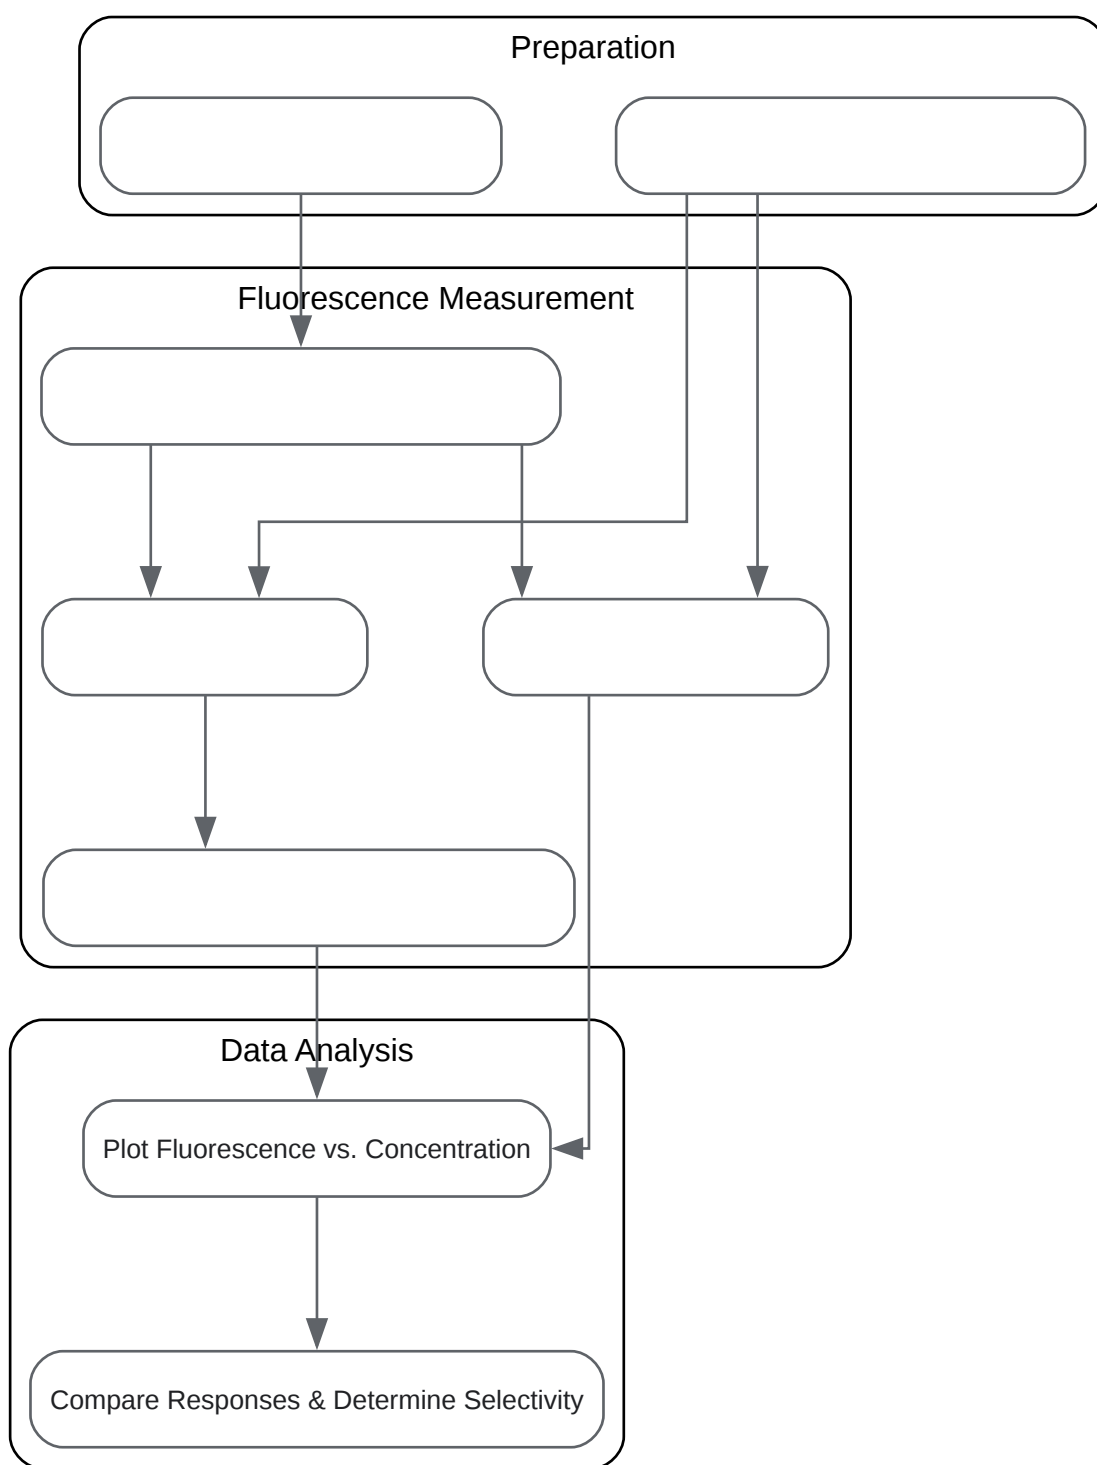 Preparation
Fluorescence Measurement
Data Analysis
Plot Fluorescence vs. Concentration
Compare Responses & Determine Selectivity